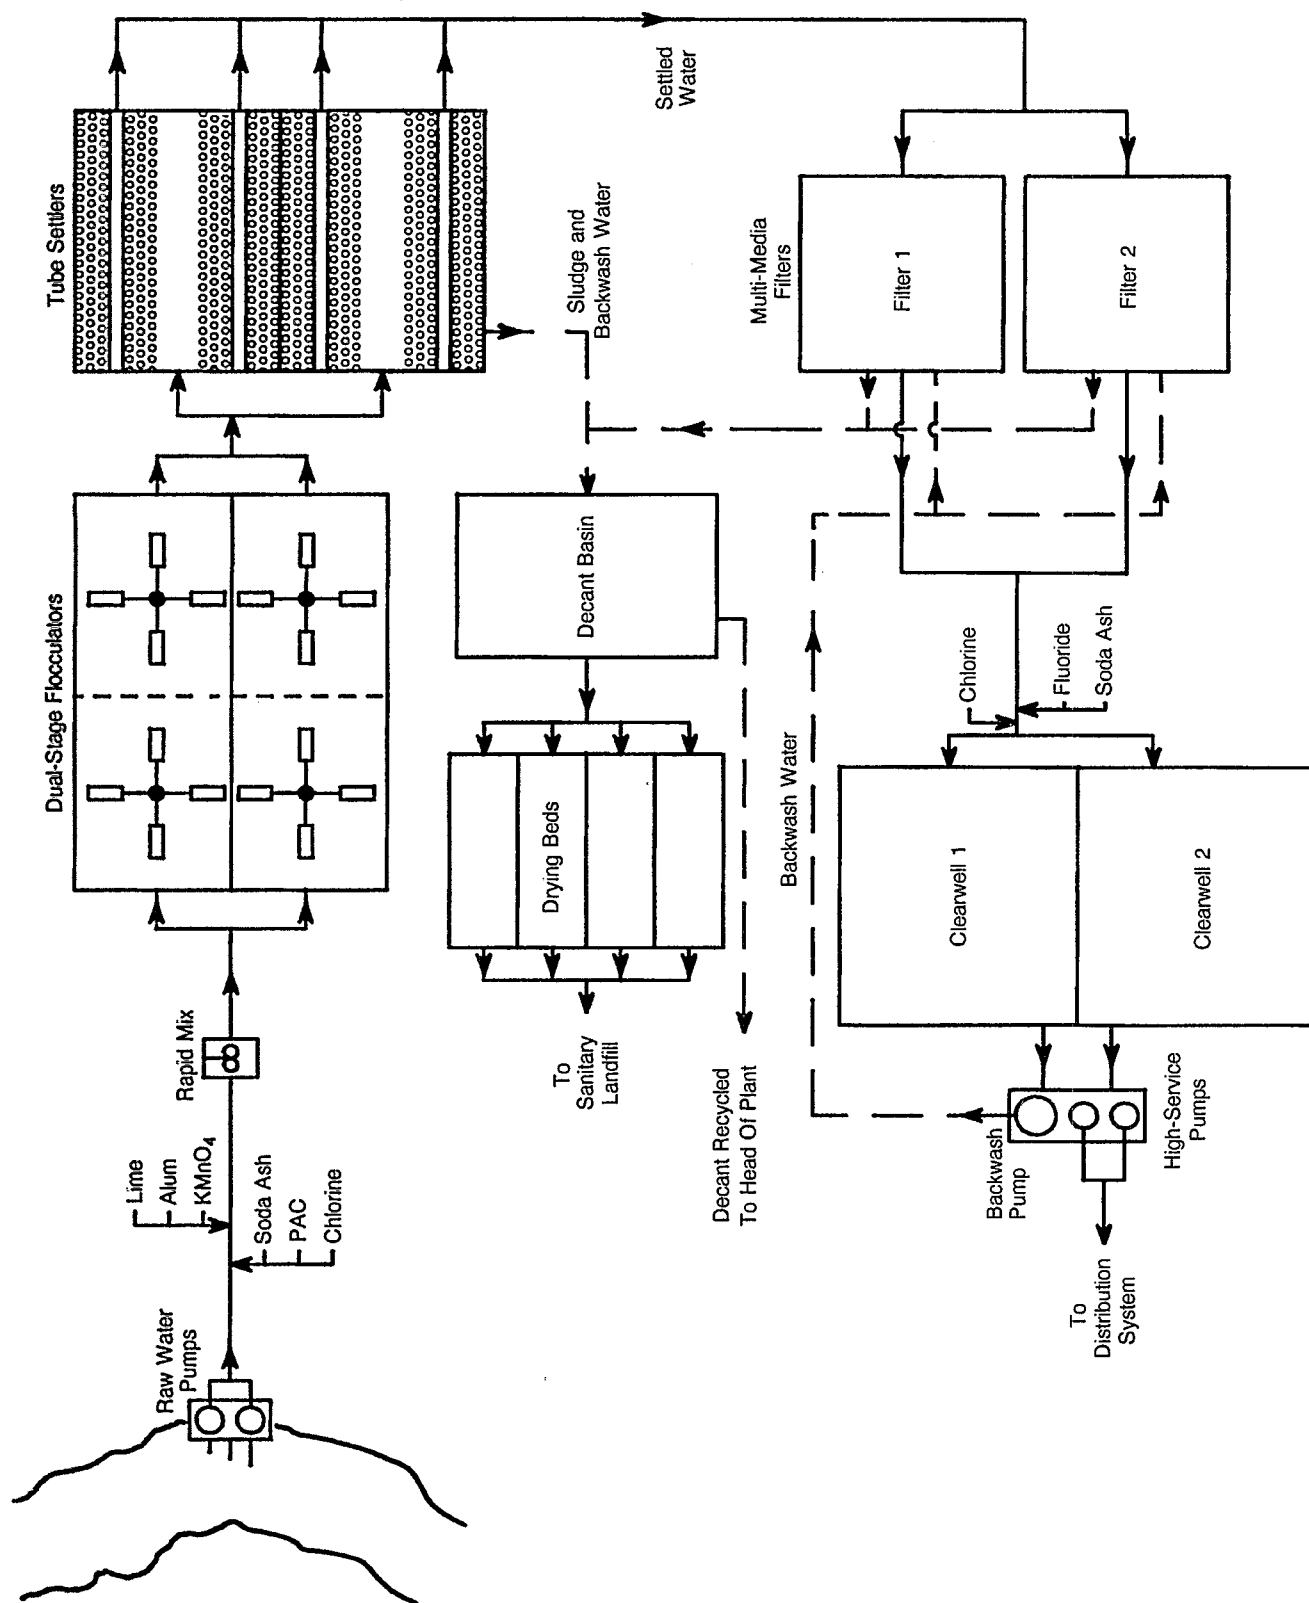 Raw Water
Pumps
Lime
Alum
KMnO4
Soda Ash
PAC
Chlorine
Rapid Mix
Dual-Stage Flocculators
Tube Settlers
Settled
Water
Sludge and
Backwash Water
Decant Basin
Drying Beds
To
Sanitary
Landfill
Decant Recycled
To Head Of Plant
Multi-Media
Filters
Filter 1
Filter 2
Backwash Water
Chlorine
Fluoride
Soda Ash
Clearwell 1
Clearwell 2
Backwash
Pump
High-Service
Pumps
To
Distribution
System